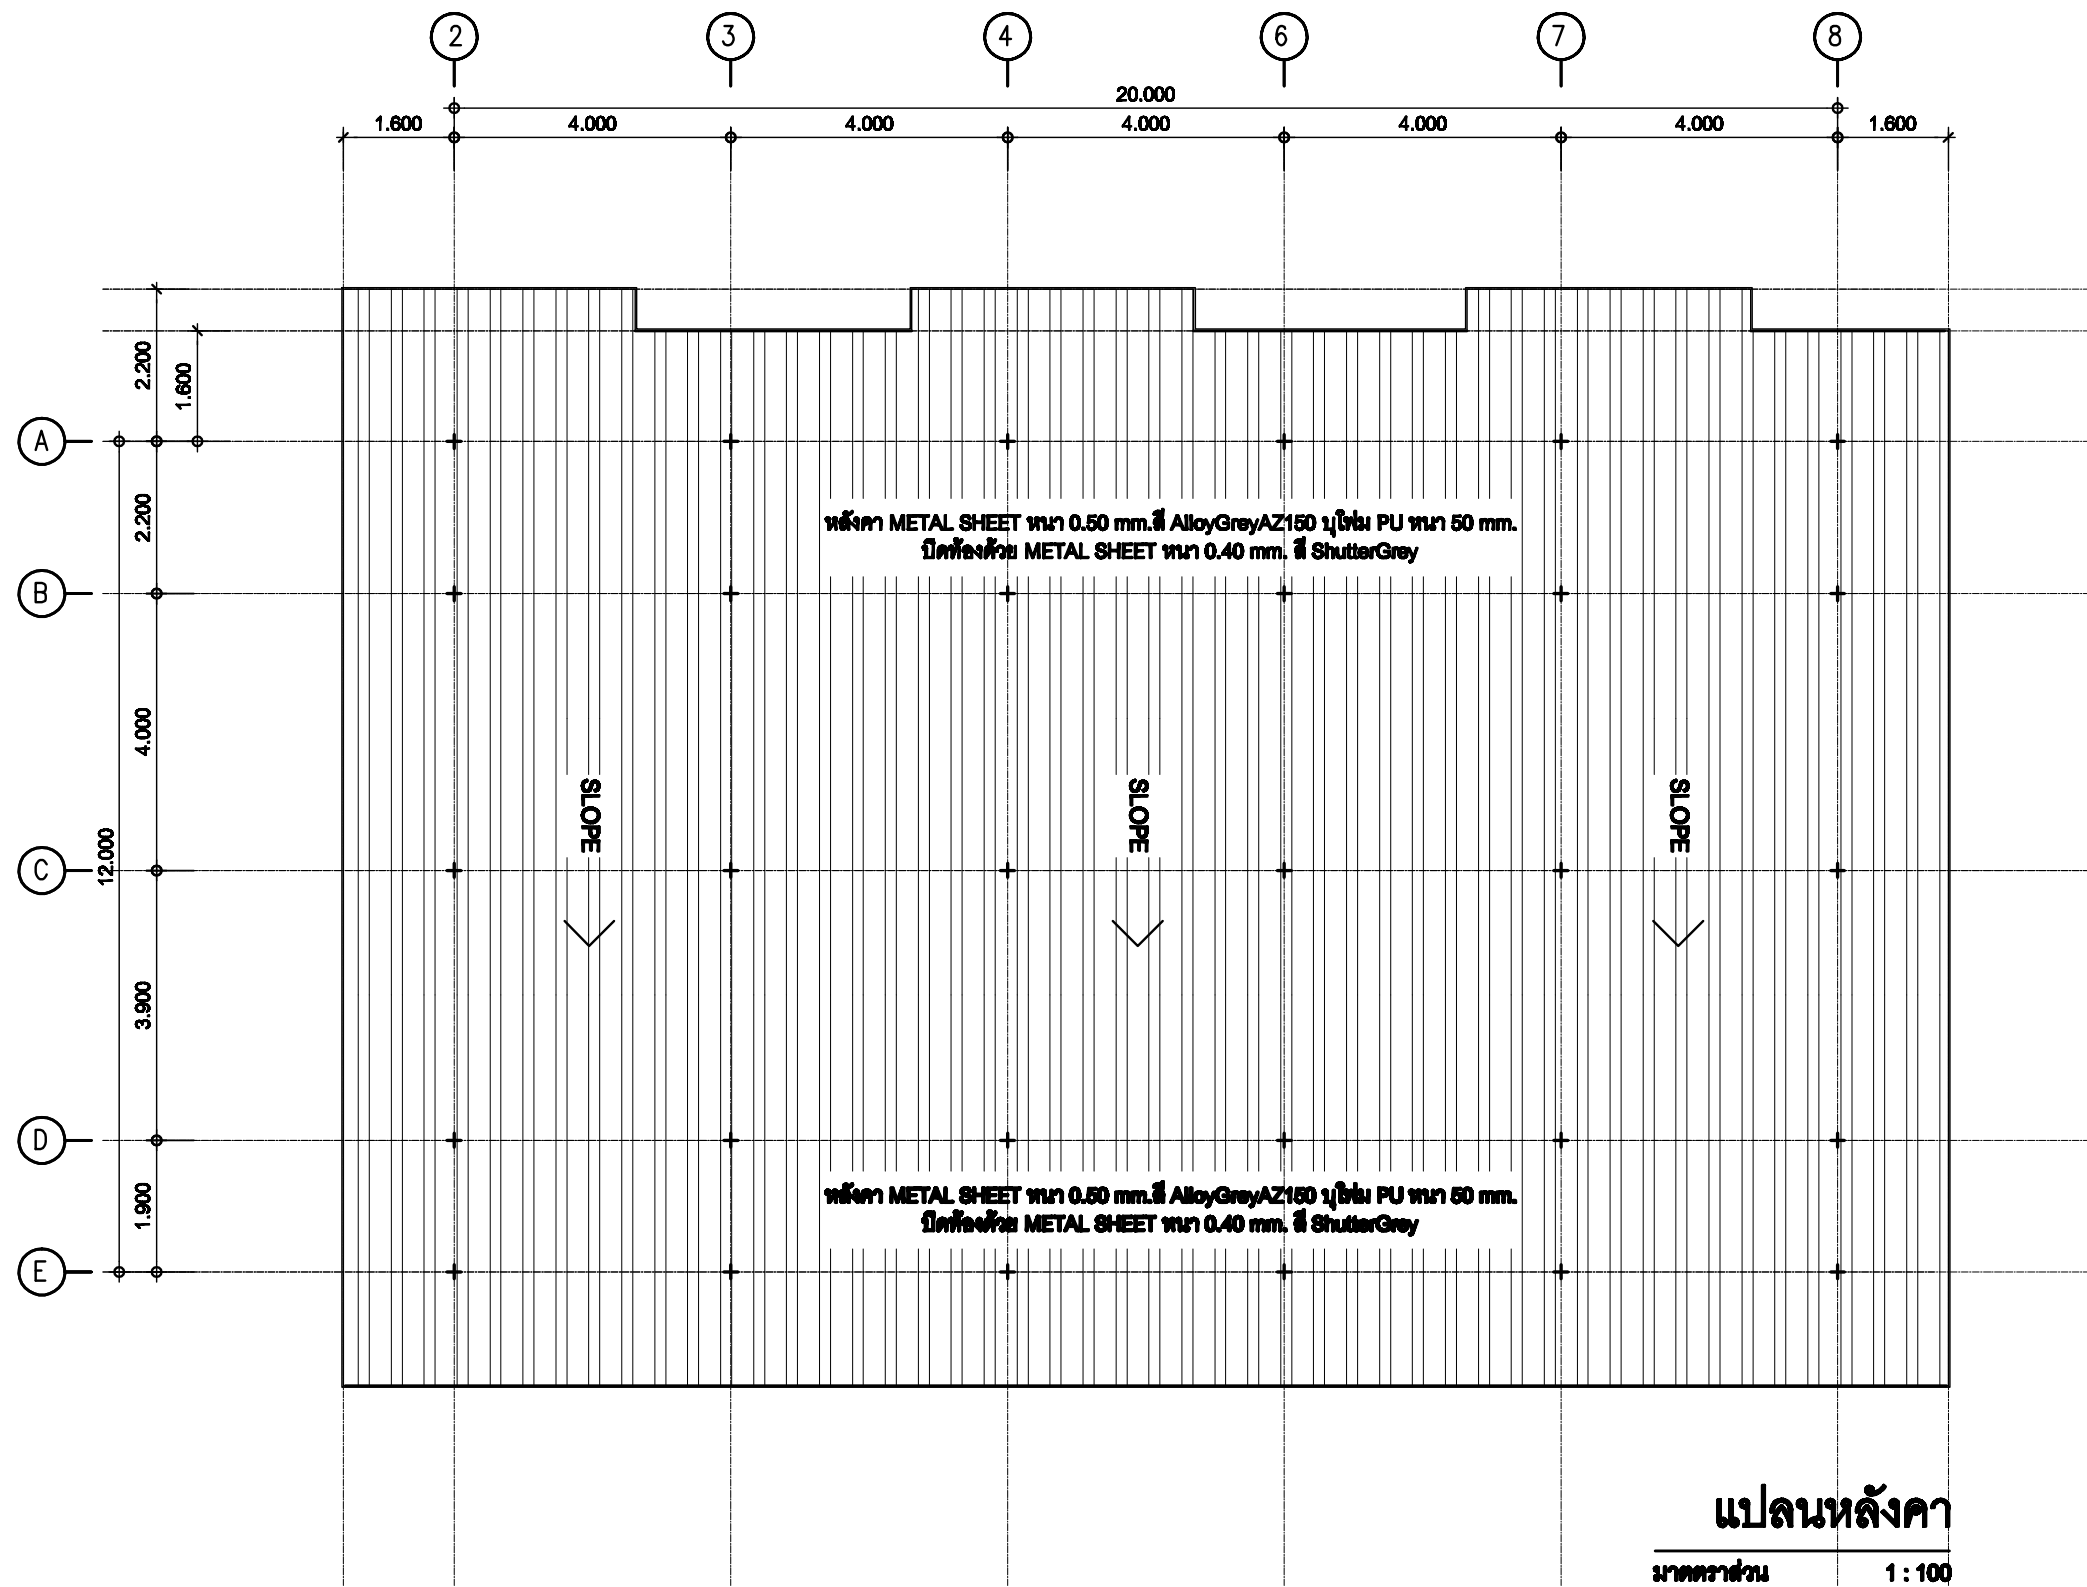 2 3 4 6 7 8
20.000
1.600 4.000 4.000 4.000 4.000 4.000 1.600
2.200
1.600
A
2.200
หลังคา METAL SHEET หนา 0.50 mm.สี AlloyGreyAZ150 บุโฟม PU หนา 50 mm.
ปิดท้องด้วย METAL SHEET หนา 0.40 mm. สี ShutterGrey
B
4.000
SLOPE SLOPE SLOPE
12.000
C
3.900
D
หลังคา METAL SHEET หนา 0.50 mm.สี AlloyGreyAZ150 บุโฟม PU หนา 50 mm.
ปิดท้องด้วย METAL SHEET หนา 0.40 mm. สี ShutterGrey
1.900
E
แปลนหลังคา
มาตตราส่วน 1 : 100